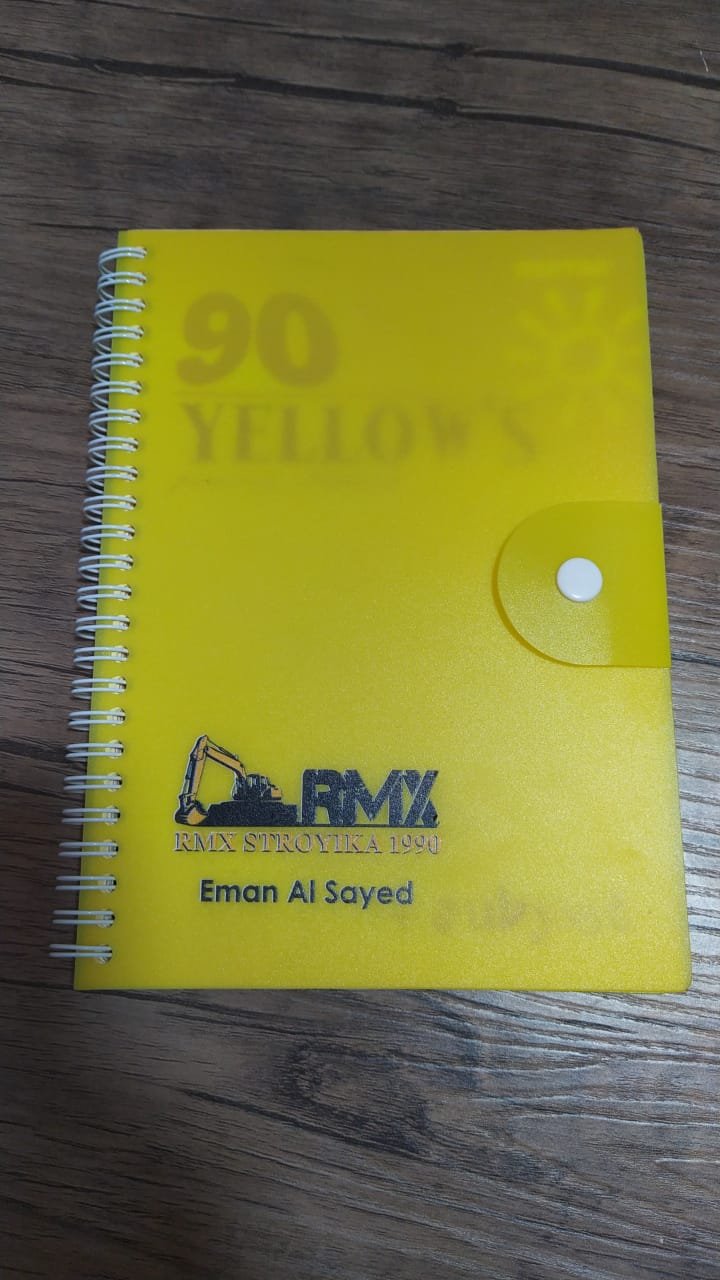 90
YELLOW'S
RMX
RMX STROYIKA 1990
Eman Al Sayed